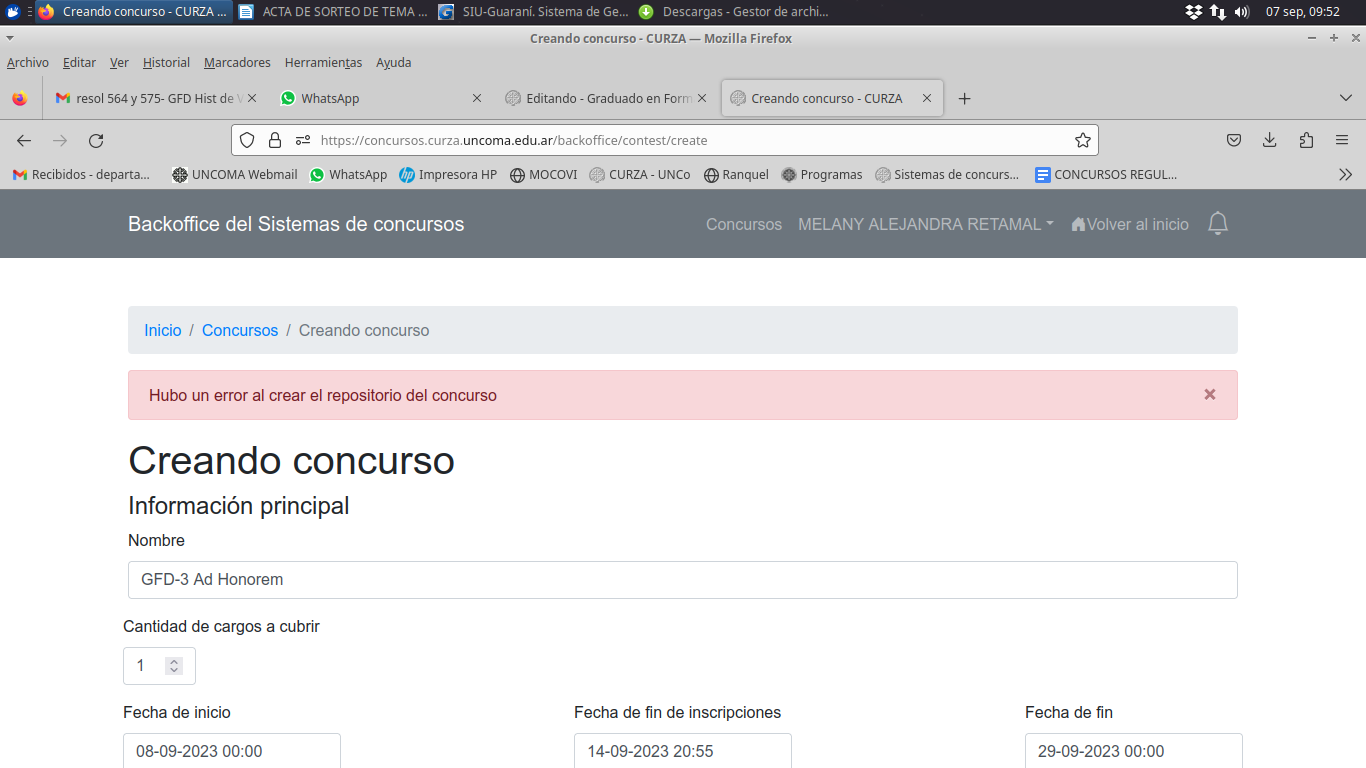 Creando concurso - CURZA ... ACTA DE SORTEO DE TEMA ... SIU-Guaraní. Sistema de Ge... Descargas - Gestor de archi... 07 sep, 09:52
Creando concurso - CURZA — Mozilla Firefox
Archivo Editar Ver Historial Marcadores Herramientas Ayuda
resol 564 y 575- GFD Hist de V WhatsApp Editando - Graduado en Form Creando concurso - CURZA
https://concursos.curza.uncoma.edu.ar/backoffice/contest/create
Recibidos - departa... UNCOMA Webmail WhatsApp Impresora HP MOCOVI CURZA - UNCo Ranquel Programas Sistemas de concurs... CONCURSOS REGUL...
Backoffice del Sistemas de concursos Concursos MELANY ALEJANDRA RETAMAL Volver al inicio
Inicio / Concursos / Creando concurso
Hubo un error al crear el repositorio del concurso ×
Creando concurso
Información principal
Nombre
GFD-3 Ad Honorem
Cantidad de cargos a cubrir
1
Fecha de inicio Fecha de fin de inscripciones Fecha de fin
08-09-2023 00:00 14-09-2023 20:55 29-09-2023 00:00